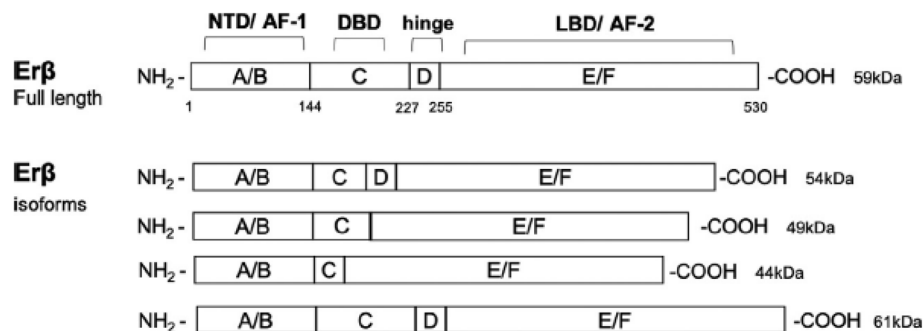 NTD/ AF-1 DBD hinge LBD/ AF-2
Erβ
Full length
NH2 - A/B C D E/F -COOH 59kDa
1 144 227 255 530
Erβ
isoforms
NH2 - A/B C D E/F -COOH 54kDa
NH2 - A/B C E/F -COOH 49kDa
NH2 - A/B C E/F -COOH 44kDa
NH2 - A/B C D E/F -COOH 61kDa